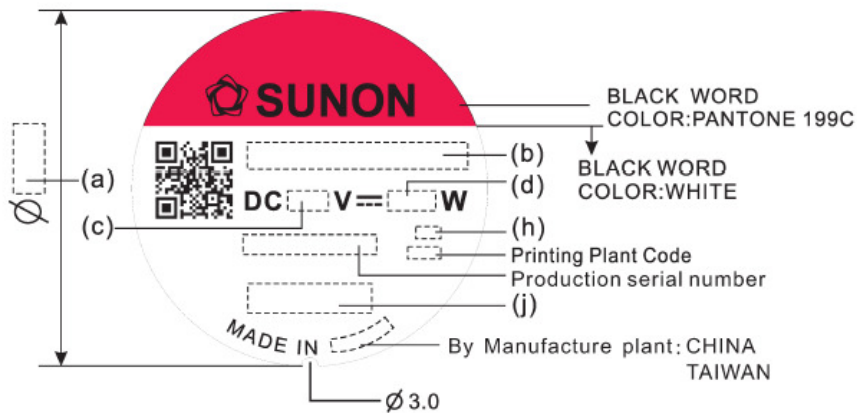 SUNON
BLACK WORD
COLOR:PANTONE 199C
BLACK WORD
COLOR:WHITE
(a)
(b)
DC V⎓ W
(d)
(c)
Ø
(h)
Printing Plant Code
Production serial number
(j)
MADE IN
By Manufacture plant: CHINA
TAIWAN
Ø 3.0